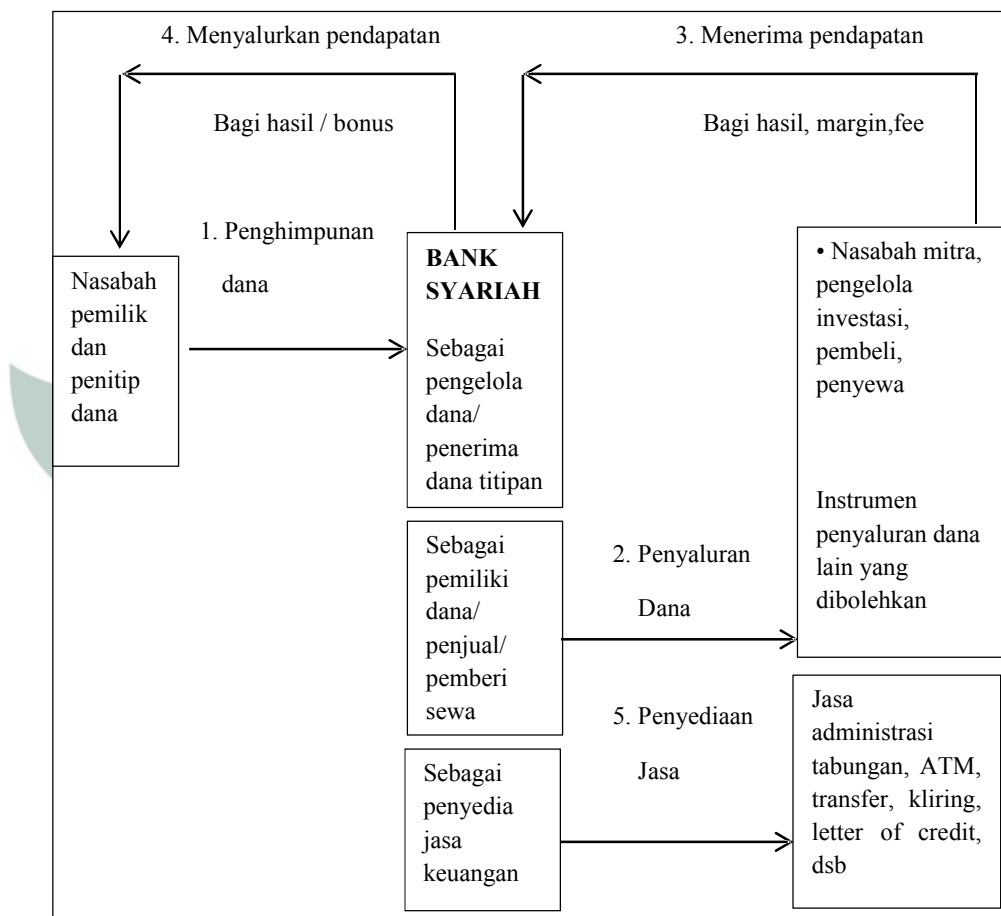 4. Menyalurkan pendapatan
3. Menerima pendapatan
Bagi hasil / bonus
Bagi hasil, margin,fee
1. Penghimpunan
dana
Nasabah
pemilik
dan
penitip
dana
BANK
SYARIAH
Sebagai
pengelola
dana/
penerima
dana titipan
• Nasabah mitra,
pengelola
investasi,
pembeli,
penyewa
Instrumen
penyaluran dana
lain yang
dibolehkan
Sebagai
pemiliki
dana/
penjual/
pemberi
sewa
2. Penyaluran
Dana
5. Penyediaan
Jasa
Sebagai
penyedia
jasa
keuangan
Jasa
administrasi
tabungan, ATM,
transfer, kliring,
letter of credit,
dsb